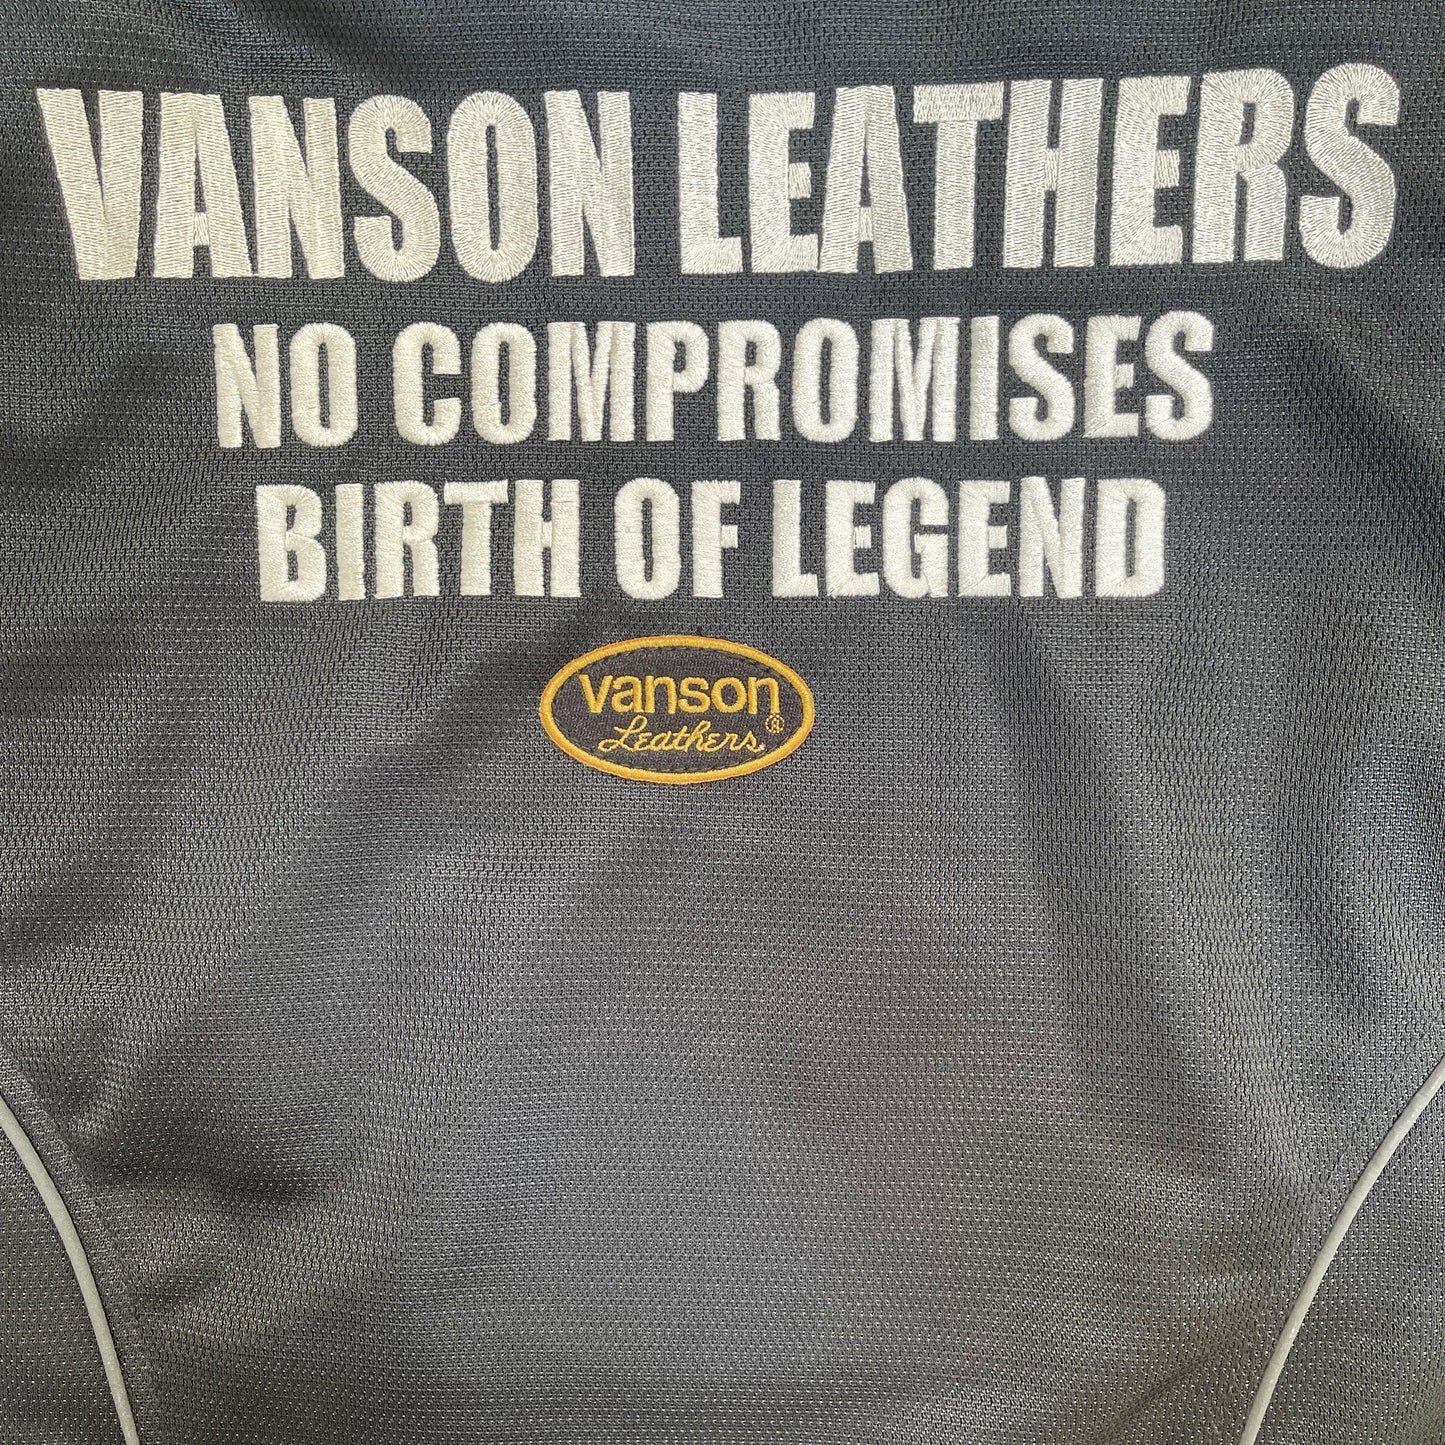 VANSON LEATHERS
NO COMPROMISES
BIRTH OF LEGEND
vanson
Leathers ®